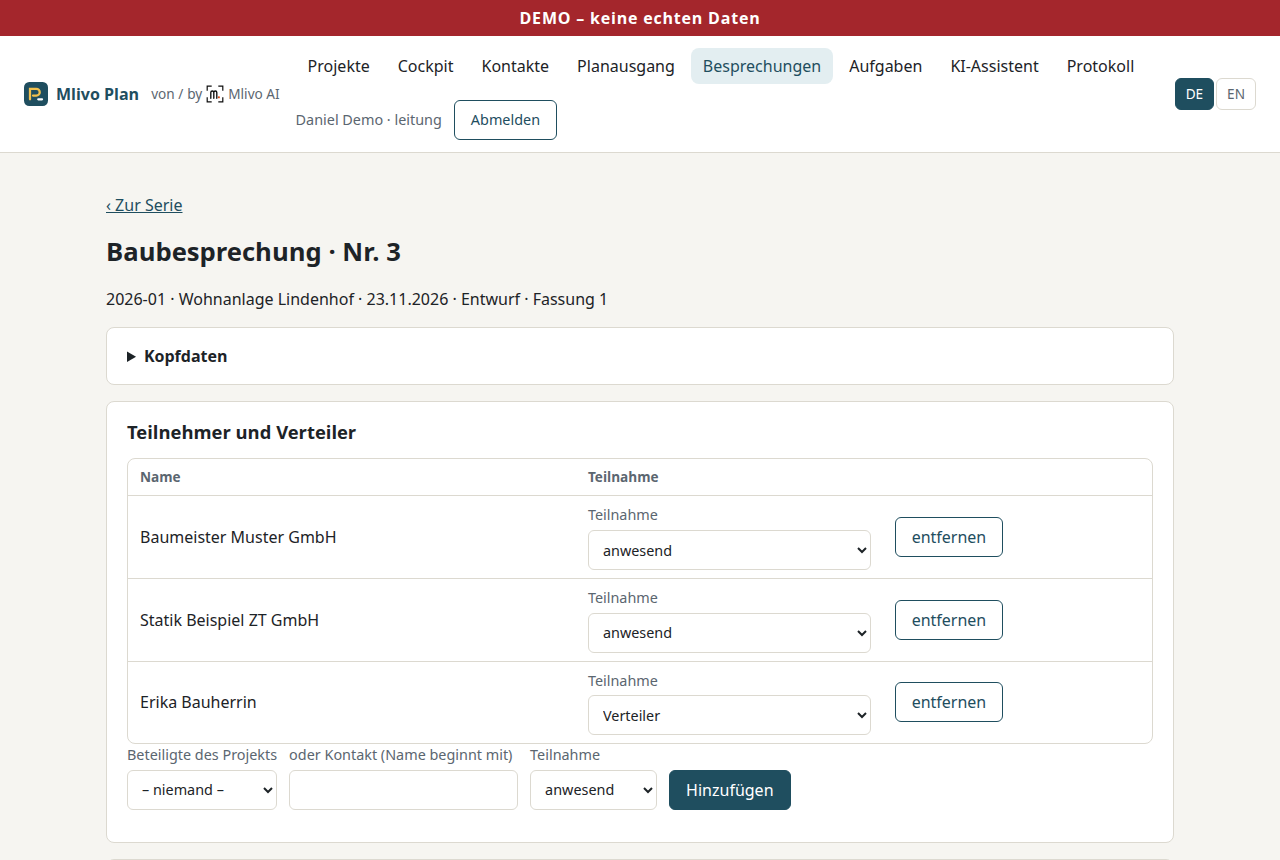 DEMO – keine echten Daten
Projekte Cockpit Kontakte Planausgang Besprechungen Aufgaben KI-Assistent Protokoll
Mlivo Plan von / by m Mlivo AI
DE EN
Daniel Demo · leitung Abmelden
‹ Zur Serie
Baubesprechung · Nr. 3
2026-01 · Wohnanlage Lindenhof · 23.11.2026 · Entwurf · Fassung 1
Kopfdaten
Teilnehmer und Verteiler
Name Teilnahme
Teilnahme
Baumeister Muster GmbH anwesend entfernen
Teilnahme
Statik Beispiel ZT GmbH anwesend entfernen
Teilnahme
Erika Bauherrin Verteiler entfernen
Beteiligte des Projekts oder Kontakt (Name beginnt mit) Teilnahme
– niemand – anwesend Hinzufügen